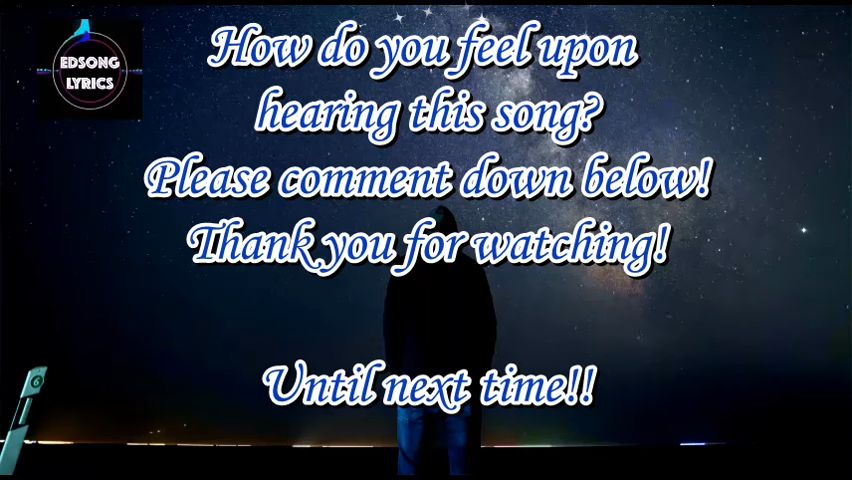 EDSONG
LYRICS
How do you feel upon
hearing this song?
Please comment down below!
Thank you for watching!
Until next time!!
6